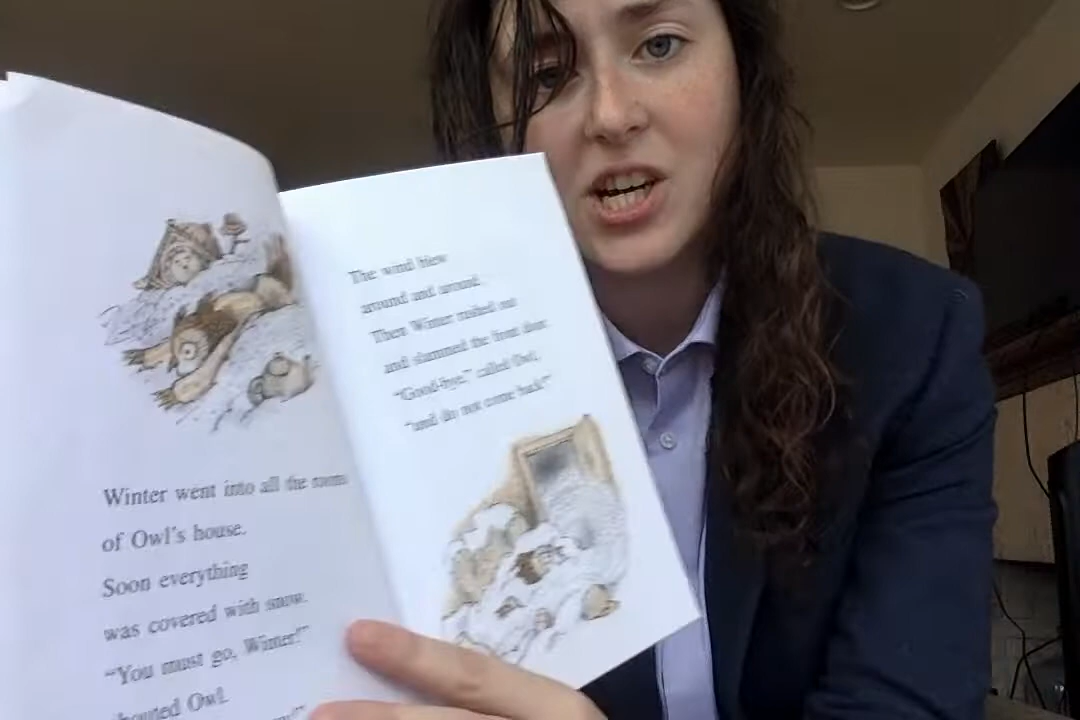 Winter went into all the rooms
of Owl's house.
Soon everything
was covered with snow.
"You must go, Winter!"
shouted Owl.
The wind blew
around and around.
Then Winter rushed out
and slammed the front door.
"Good-bye," called Owl,
"and do not come back!"